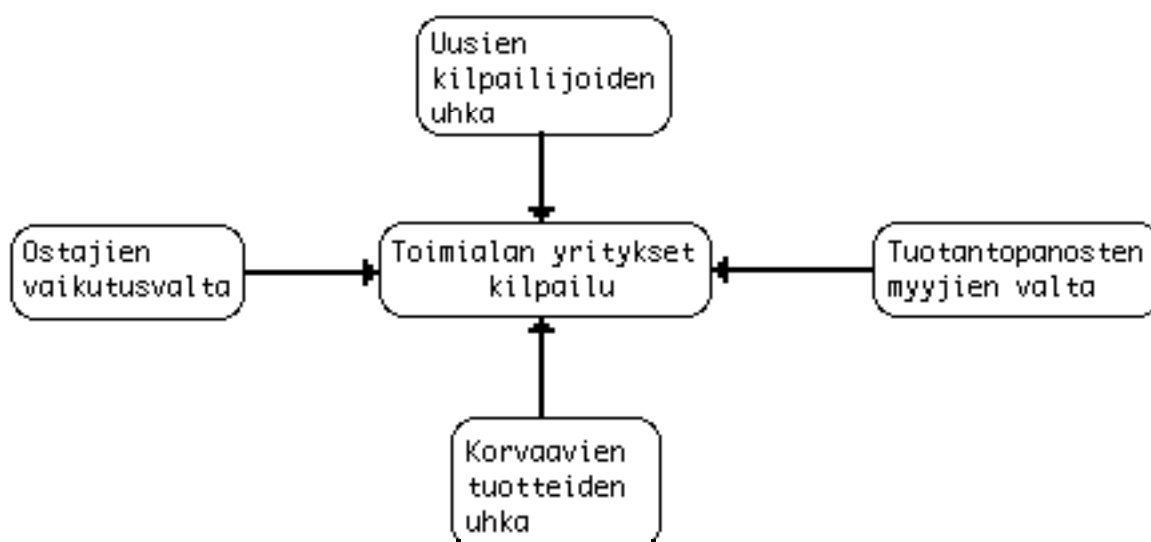 Uusien
kilpailijoiden
uhka
Ostajien
vaikutusvalta
Toimialan yritykset
kilpailu
Tuotantopanosten
myyjien valta
Korvaavien
tuotteiden
uhka